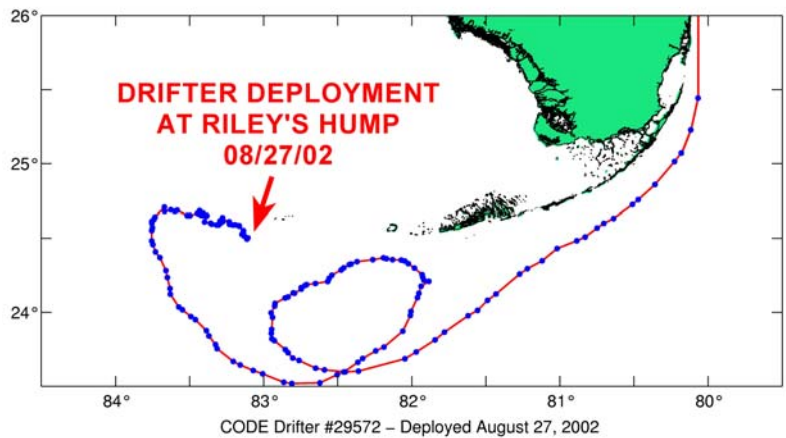 26°
DRIFTER DEPLOYMENT
AT RILEY'S HUMP
08/27/02
25°
24°
84° 83° 82° 81° 80°
CODE Drifter #29572 – Deployed August 27, 2002